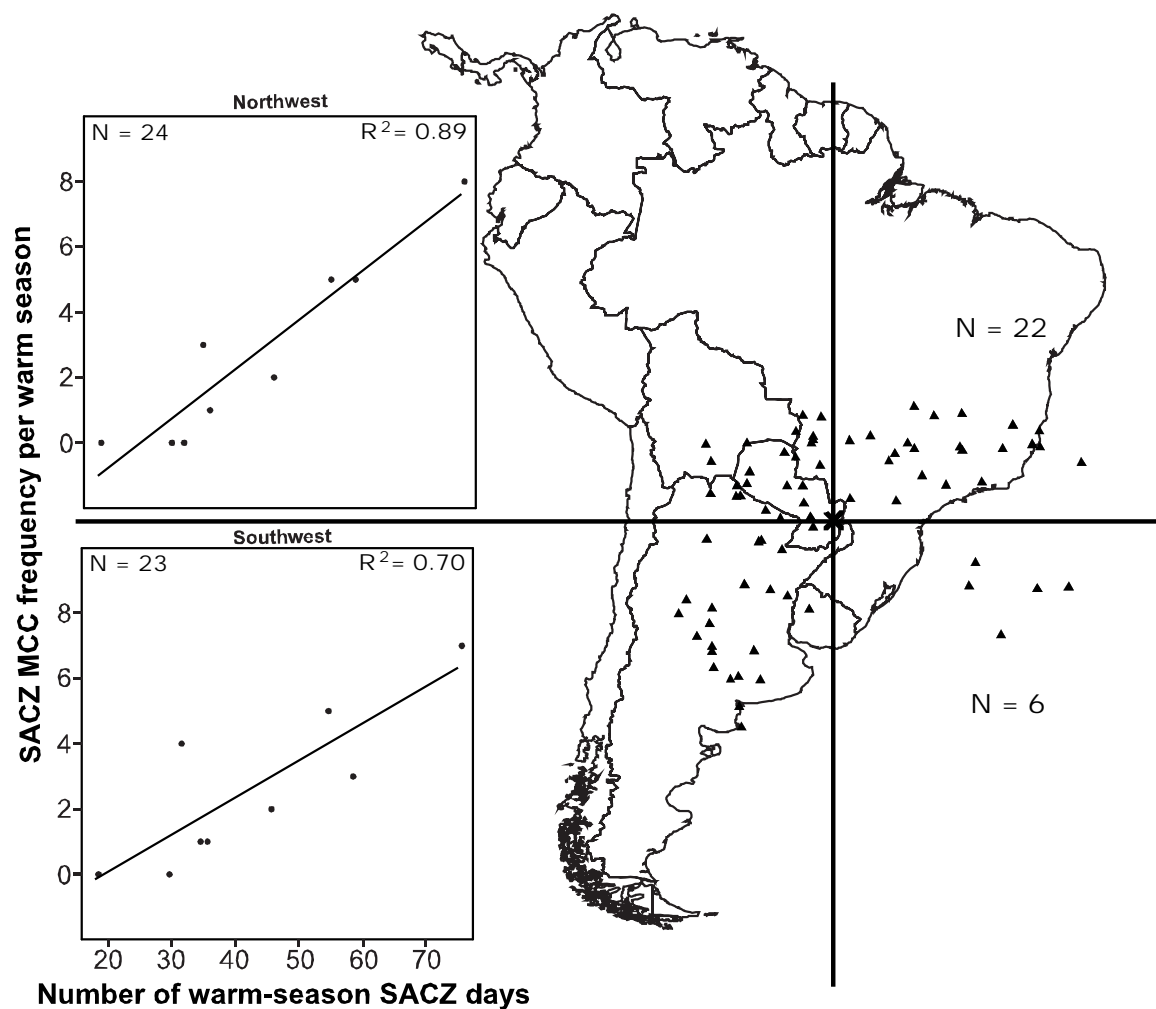 Northwest
N = 24 R²= 0.89
8
6
4
2
0
SACZ MCC frequency per warm season
N = 22
Southwest
N = 23 R²= 0.70
8
6
4
2
0
N = 6
20 30 40 50 60 70
Number of warm-season SACZ days